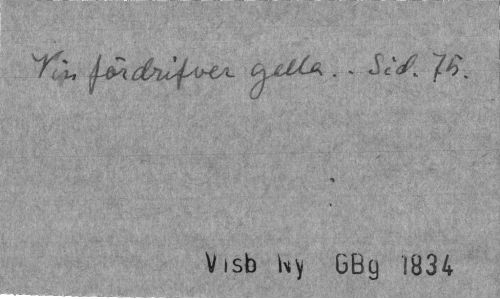 Vin fördrifver galla.. Sid. 75.
Visb Ny GBg 1834